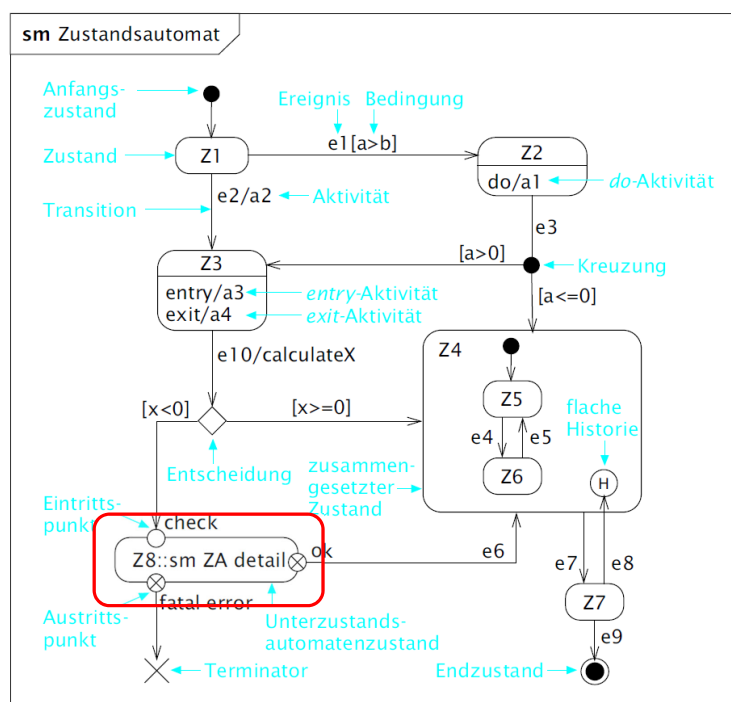 sm Zustandsautomat
Anfangs-
zustand
Ereignis Bedingung
Zustand
Z1
e1[a>b]
Z2
do/a1
do-Aktivität
Transition
e2/a2
Aktivität
e3
Z3
entry/a3
exit/a4
entry-Aktivität
exit-Aktivität
[a>0]
Kreuzung
[a<=0]
e10/calculateX
Z4
Z5
e4
e5
Z6
flache
Historie
H
[x<0]
[x>=0]
Entscheidung
zusammen-
gesetzter
Zustand
Eintritts-
punkt
check
Z8::sm ZA detail
ok
e6
e7
e8
Z7
fatal error
Austritts-
punkt
Unterzustands-
automatenzustand
e9
Terminator
Endzustand